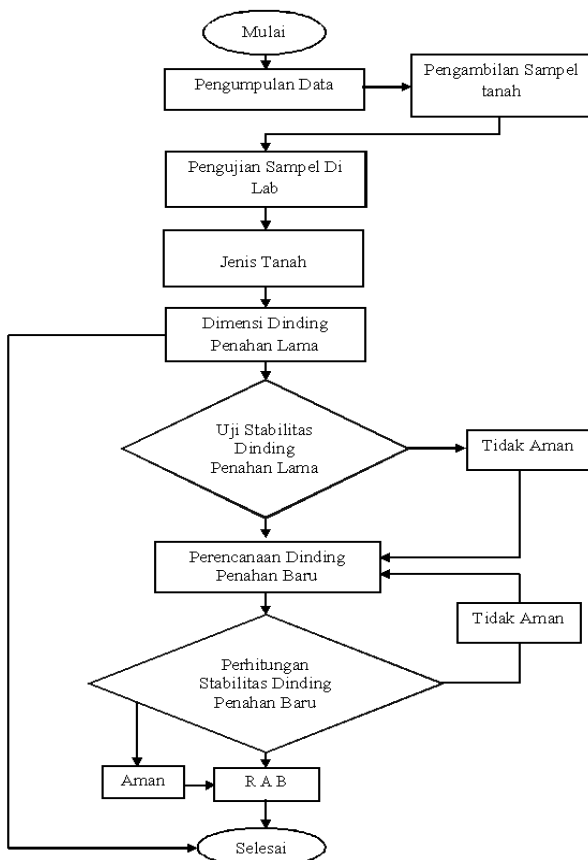 Mulai
Pengumpulan Data
Pengambilan Sampel
tanah
Pengujian Sampel Di
Lab
Jenis Tanah
Dimensi Dinding
Penahan Lama
Uji Stabilitas
Dinding
Penahan Lama
Tidak Aman
Perencanaan Dinding
Penahan Baru
Tidak Aman
Perhitungan
Stabilitas Dinding
Penahan Baru
Aman
R A B
Selesai